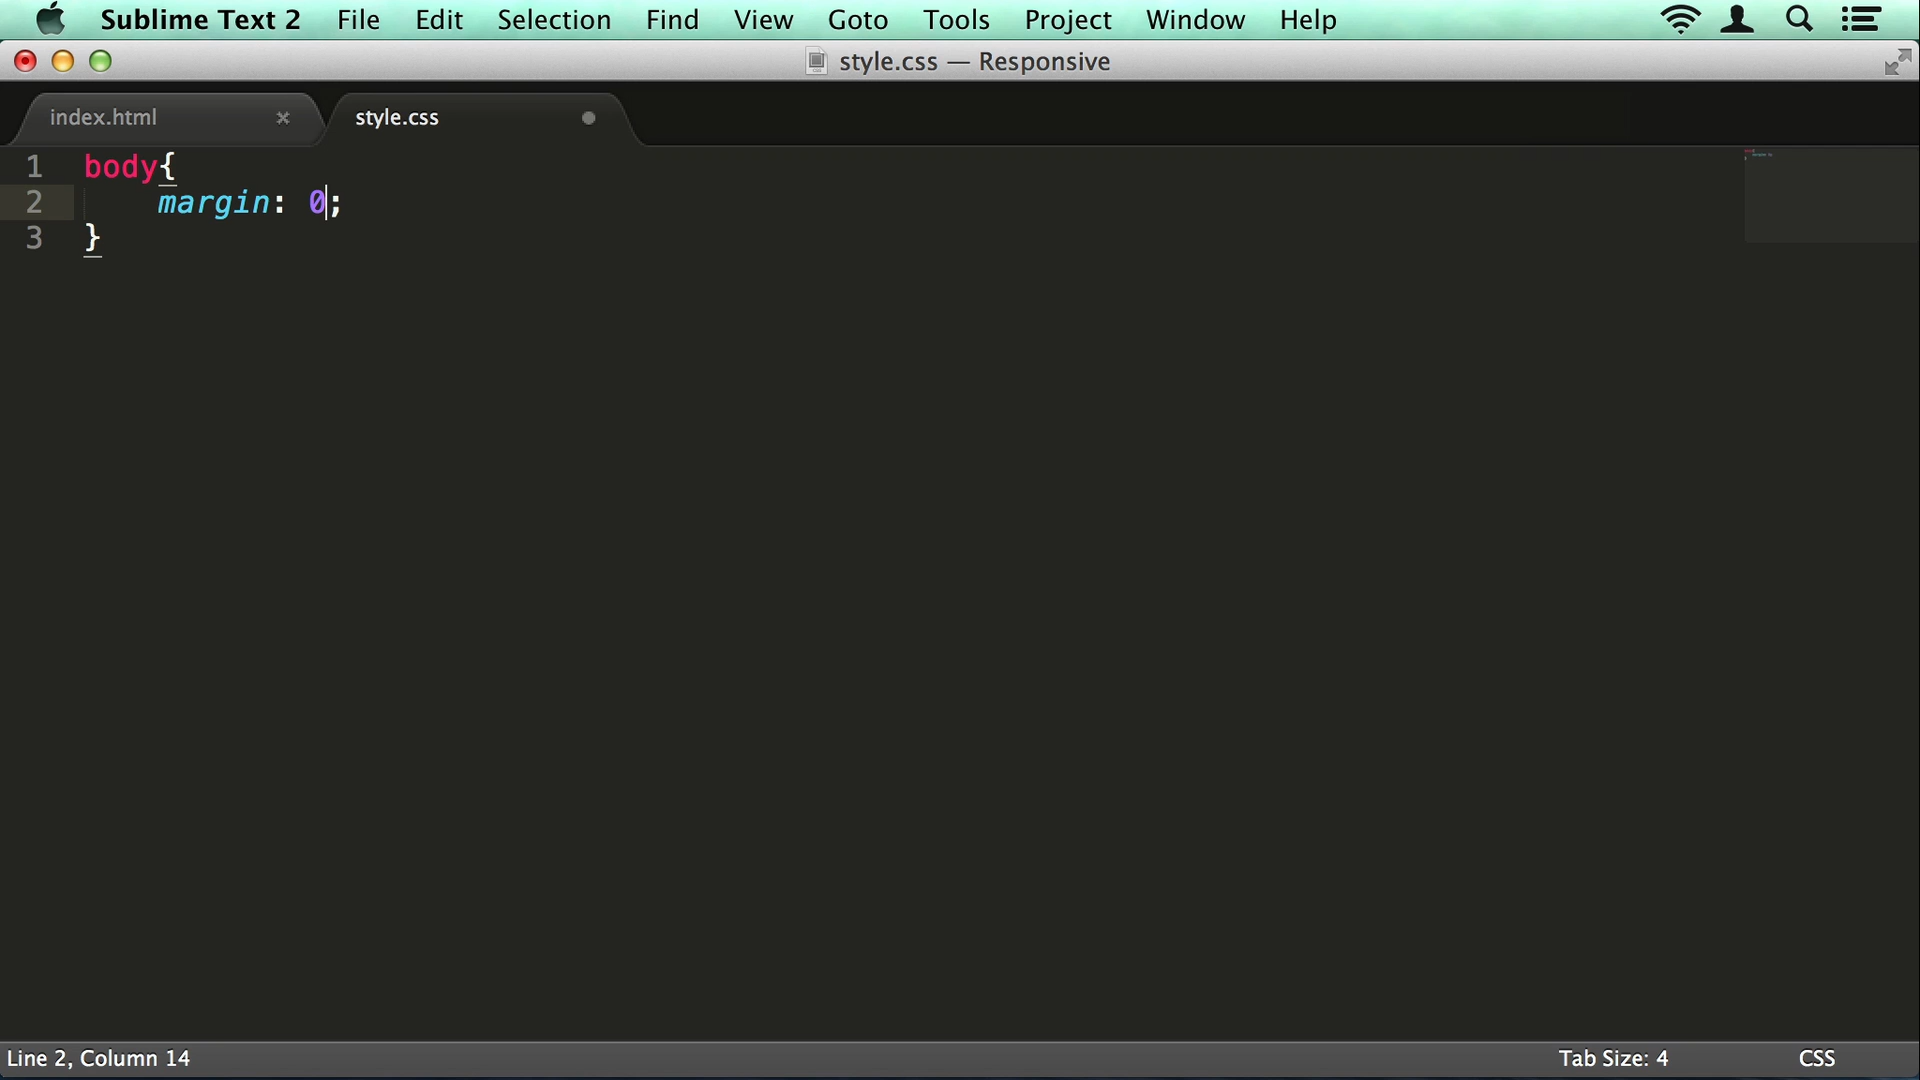 Sublime Text 2 File Edit Selection Find View Goto Tools Project Window Help
style.css — Responsive
index.html style.css
1 body{
2 margin: 0;
3 }
Line 2, Column 14 Tab Size: 4 CSS